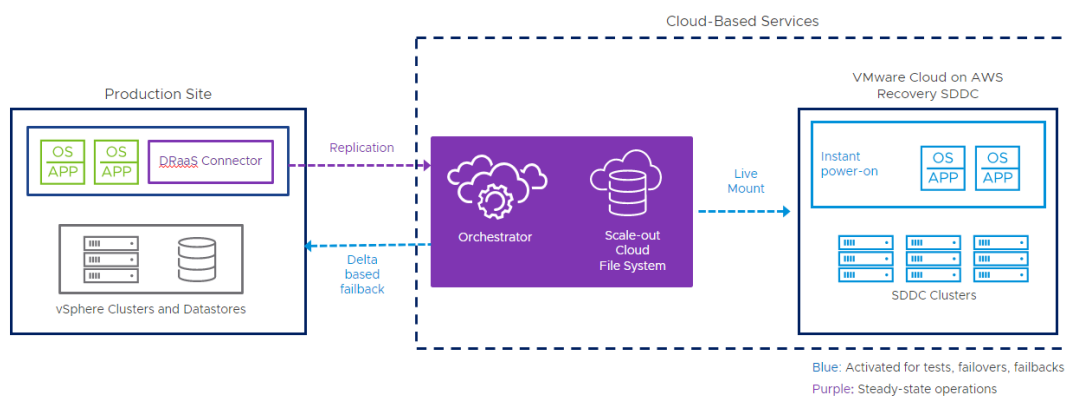 Cloud-Based Services
Production Site
VMware Cloud on AWS
Recovery SDDC
OS
APP
OS
APP
DRaaS Connector
Replication
Orchestrator
Scale-out
Cloud
File System
Live
Mount
Instant
power-on
OS
APP
OS
APP
Delta
based
failback
vSphere Clusters and Datastores
SDDC Clusters
Blue: Activated for tests, failovers, failbacks
Purple: Steady-state operations